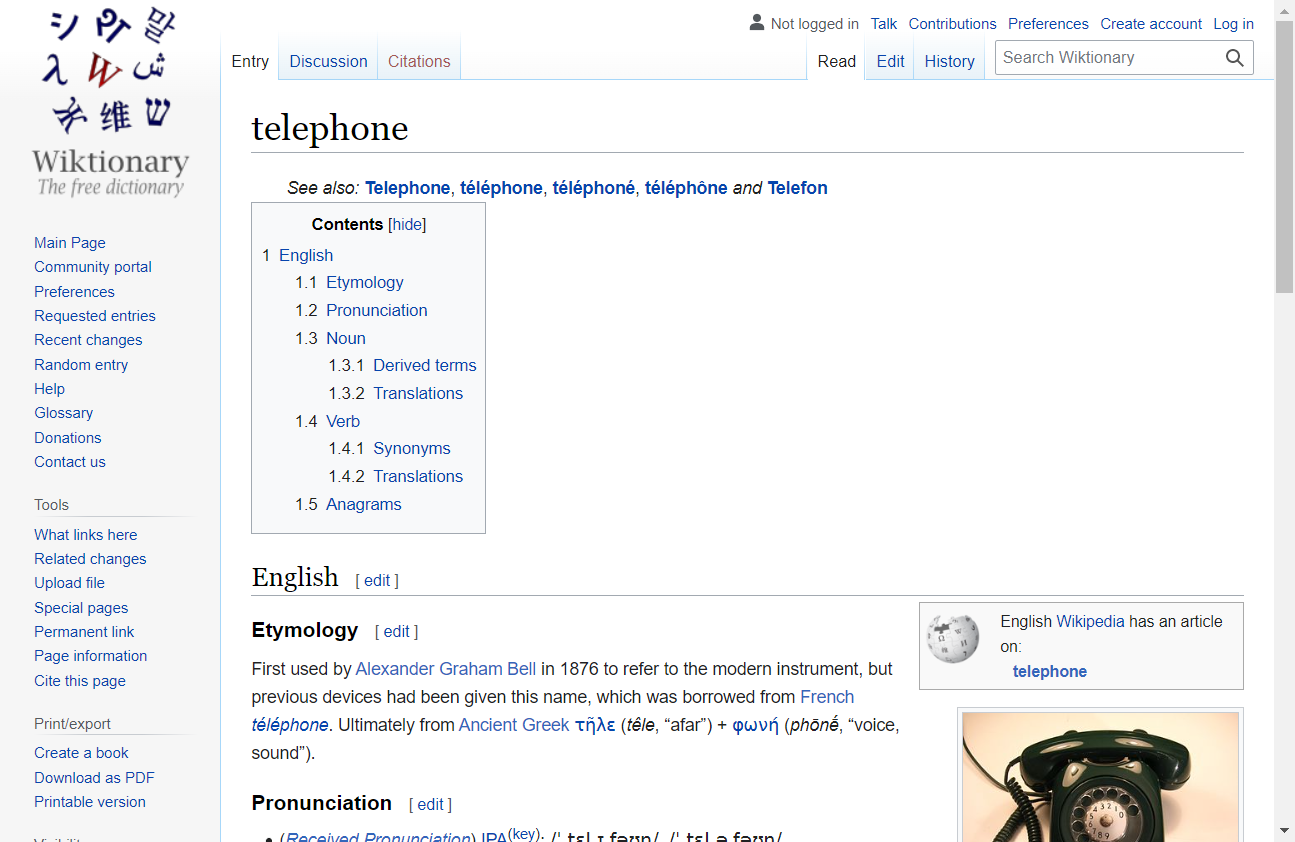 シ
λ W ش
维 ש
Wiktionary
The free dictionary
Not logged in Talk Contributions Preferences Create account Log in
Entry Discussion Citations Read Edit History Search Wiktionary
telephone
See also: Telephone, téléphone, téléphoné, téléphône and Telefon
Contents [hide]
1 English
1.1 Etymology
1.2 Pronunciation
1.3 Noun
1.3.1 Derived terms
1.3.2 Translations
1.4 Verb
1.4.1 Synonyms
1.4.2 Translations
1.5 Anagrams
Main Page
Community portal
Preferences
Requested entries
Recent changes
Random entry
Help
Glossary
Donations
Contact us
Tools
What links here
Related changes
Upload file
Special pages
Permanent link
Page information
Cite this page
Print/export
Create a book
Download as PDF
Printable version
English [ edit ]
Etymology [ edit ]
First used by Alexander Graham Bell in 1876 to refer to the modern instrument, but
previous devices had been given this name, which was borrowed from French
téléphone. Ultimately from Ancient Greek τῆλε (têle, “afar”) + φωνή (phōnḗ, “voice,
sound”).
Pronunciation [ edit ]
• (Received Pronunciation) IPA(key):
English Wikipedia has an article
on:
telephone